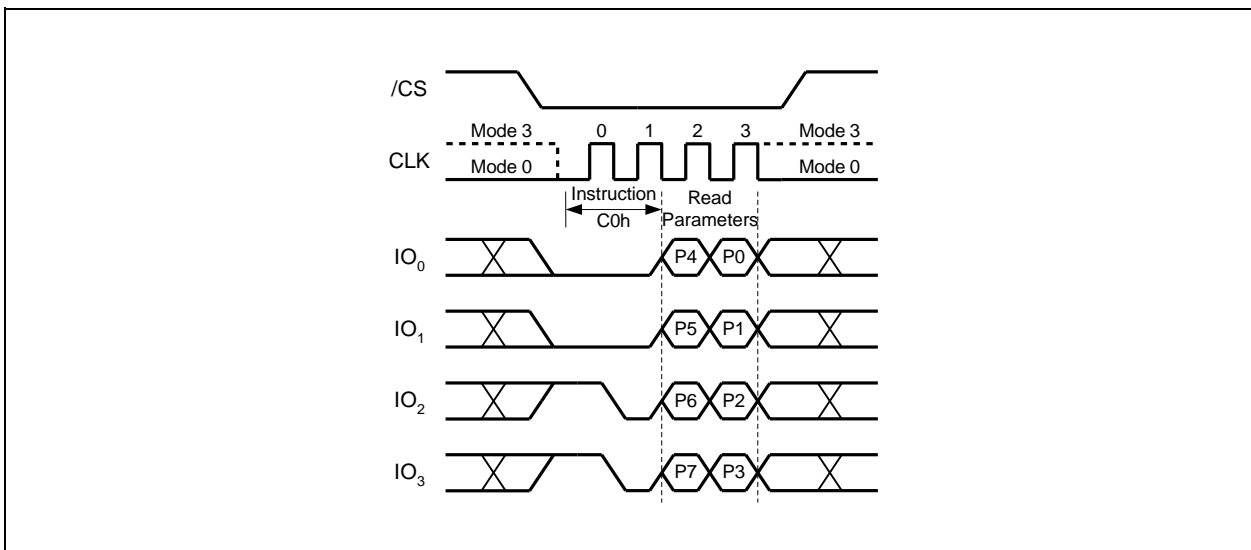 /CS
Mode 3 0 1 2 3 Mode 3
CLK
Mode 0 Mode 0
Instruction Read
C0h Parameters
IO0 P4 P0
IO1 P5 P1
IO2 P6 P2
IO3 P7 P3